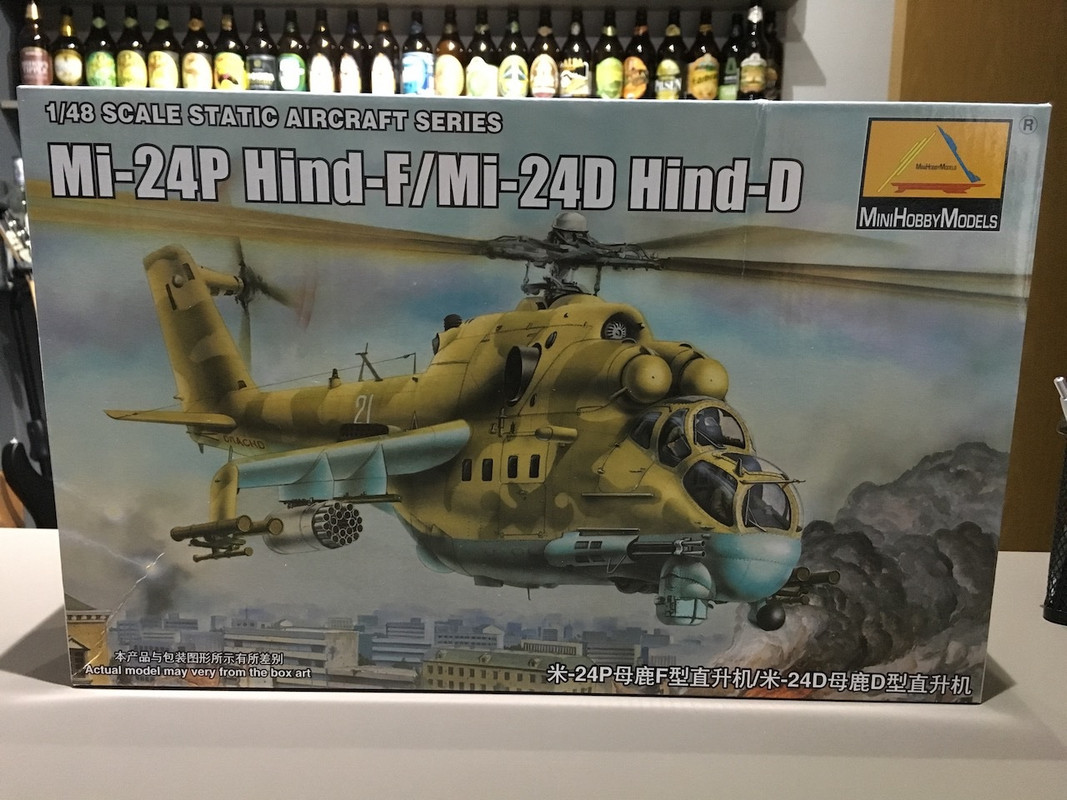 1/48 SCALE STATIC AIRCRAFT SERIES
Mi-24P Hind-F/Mi-24D Hind-D
®
MiniHobbyModels
MiniHobbyModels
21
本产品与包装图形所示有所差别
Actual model may very from the box art
米-24P母鹿F型直升机/米-24D母鹿D型直升机